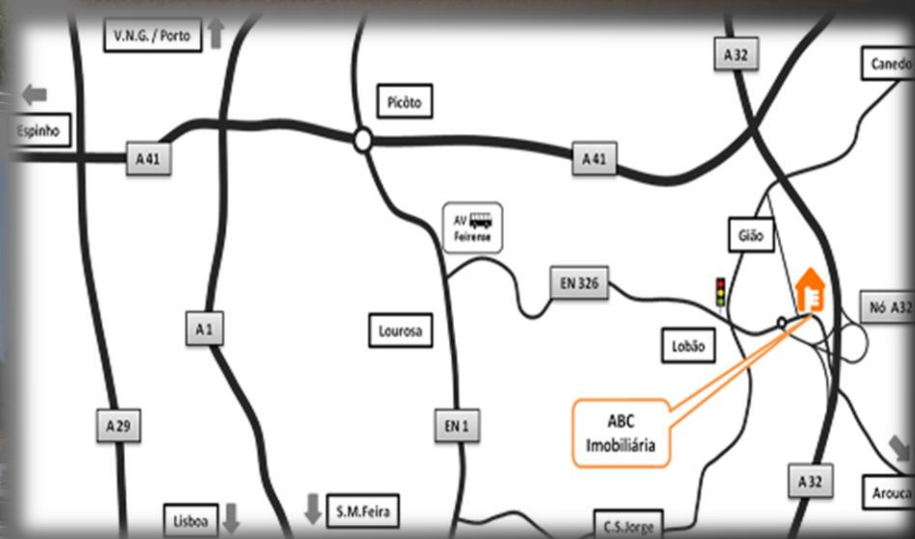 V.N.G. / Porto
A 32
Canedo
Picôto
Espinho
A 41
A 41
AV
Feirense
Gião
EN 326
Nó A32
A 1
Lourosa
Lobão
ABC
Imobiliária
A 29
EN 1
A 32
Arouca
S.M.Feira
Lisboa
C.S.Jorge